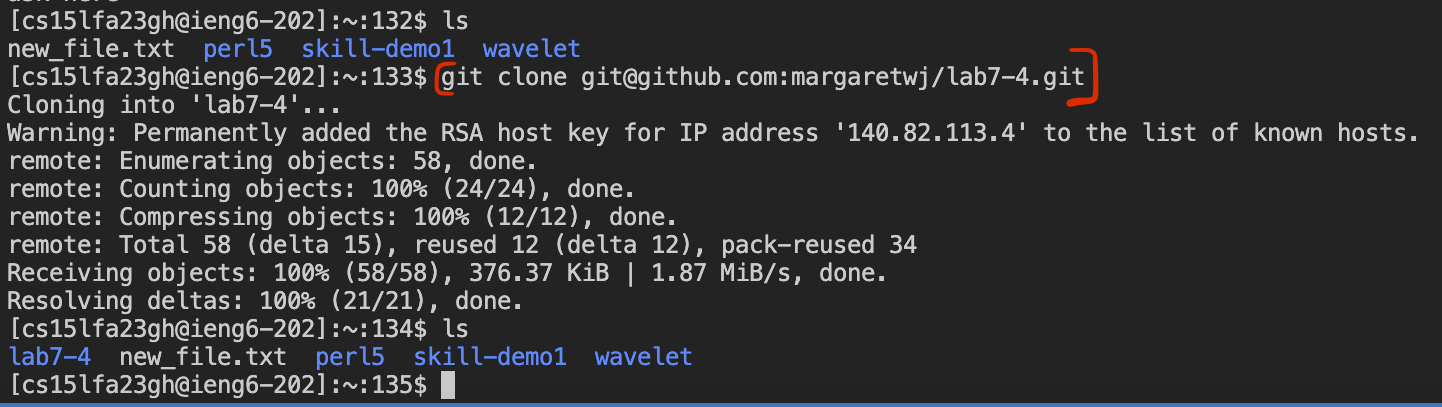 [cs15lfa23gh@ieng6-202]:~:132$ ls
new_file.txt  perl5  skill-demo1  wavelet
[cs15lfa23gh@ieng6-202]:~:133$ git clone git@github.com:margaretwj/lab7-4.git
Cloning into 'lab7-4'...
Warning: Permanently added the RSA host key for IP address '140.82.113.4' to the list of known hosts.
remote: Enumerating objects: 58, done.
remote: Counting objects: 100% (24/24), done.
remote: Compressing objects: 100% (12/12), done.
remote: Total 58 (delta 15), reused 12 (delta 12), pack-reused 34
Receiving objects: 100% (58/58), 376.37 KiB | 1.87 MiB/s, done.
Resolving deltas: 100% (21/21), done.
[cs15lfa23gh@ieng6-202]:~:134$ ls
lab7-4  new_file.txt  perl5  skill-demo1  wavelet
[cs15lfa23gh@ieng6-202]:~:135$